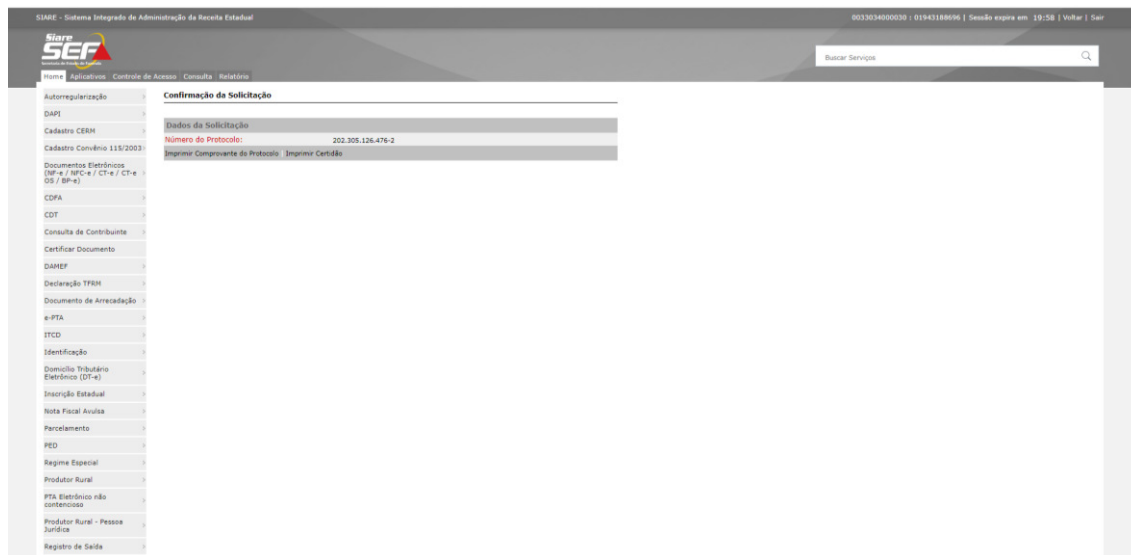 SIARE - Sistema Integrado de Administração da Receita Estadual
0033034000030 : 01943188696 | Sessão expira em 19:58 | Voltar | Sair
Siare
SEF
Secretaria de Estado de Fazenda
Buscar Serviços
Home Aplicativos Controle de Acesso Consulta Relatório
Autorregularização
DAPI
Cadastro CERM
Cadastro Convênio 115/2003
Documentos Eletrônicos
(NF-e / NFC-e / CT-e / CT-e
OS / BP-e)
CDFA
CDT
Consulta de Contribuinte
Certificar Documento
DAMEF
Declaração TFRM
Documento de Arrecadação
e-PTA
ITCD
Identificação
Domicílio Tributário
Eletrônico (DT-e)
Inscrição Estadual
Nota Fiscal Avulsa
Parcelamento
PED
Regime Especial
Produtor Rural
PTA Eletrônico não
contencioso
Produtor Rural - Pessoa
Jurídica
Registro de Saída
Confirmação da Solicitação
Dados da Solicitação
Número do Protocolo: 202.305.126.476-2
Imprimir Comprovante do Protocolo | Imprimir Certidão